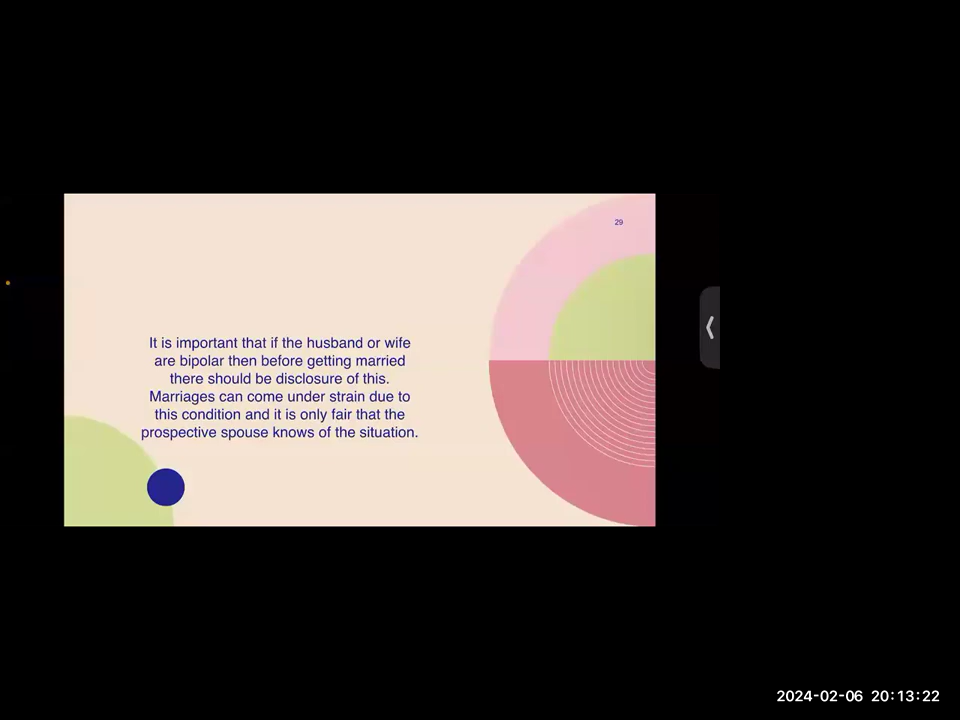 29
It is important that if the husband or wife
are bipolar then before getting married
there should be disclosure of this.
Marriages can come under strain due to
this condition and it is only fair that the
prospective spouse knows of the situation.
2024-02-06 20:13:22